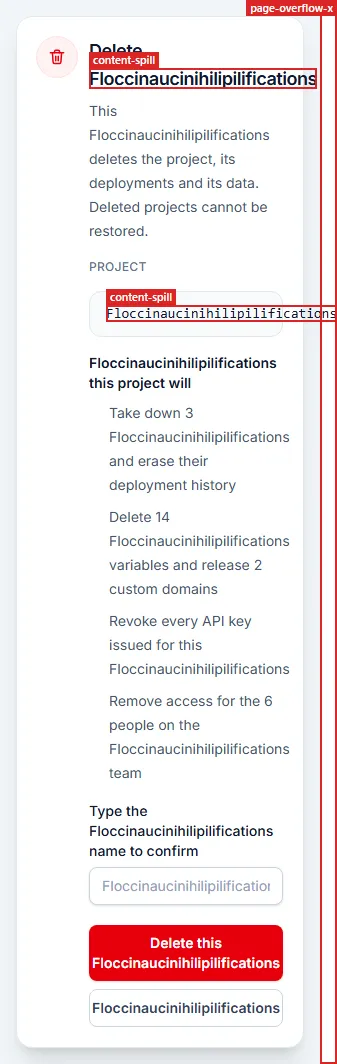 page-overflow-x
Delete
content-spill
Floccinaucinihilipilifications
This
Floccinaucinihilipilifications
deletes the project, its
deployments and its data.
Deleted projects cannot be
restored.
PROJECT
content-spill
Floccinaucinihilipilifications
Floccinaucinihilipilifications
this project will
Take down 3
Floccinaucinihilipilifications
and erase their
deployment history
Delete 14
Floccinaucinihilipilifications
variables and release 2
custom domains
Revoke every API key
issued for this
Floccinaucinihilipilifications
Remove access for the 6
people on the
Floccinaucinihilipilifications
team
Type the
Floccinaucinihilipilifications
name to confirm
Floccinaucinihilipilification
Delete this
Floccinaucinihilipilifications
Floccinaucinihilipilifications